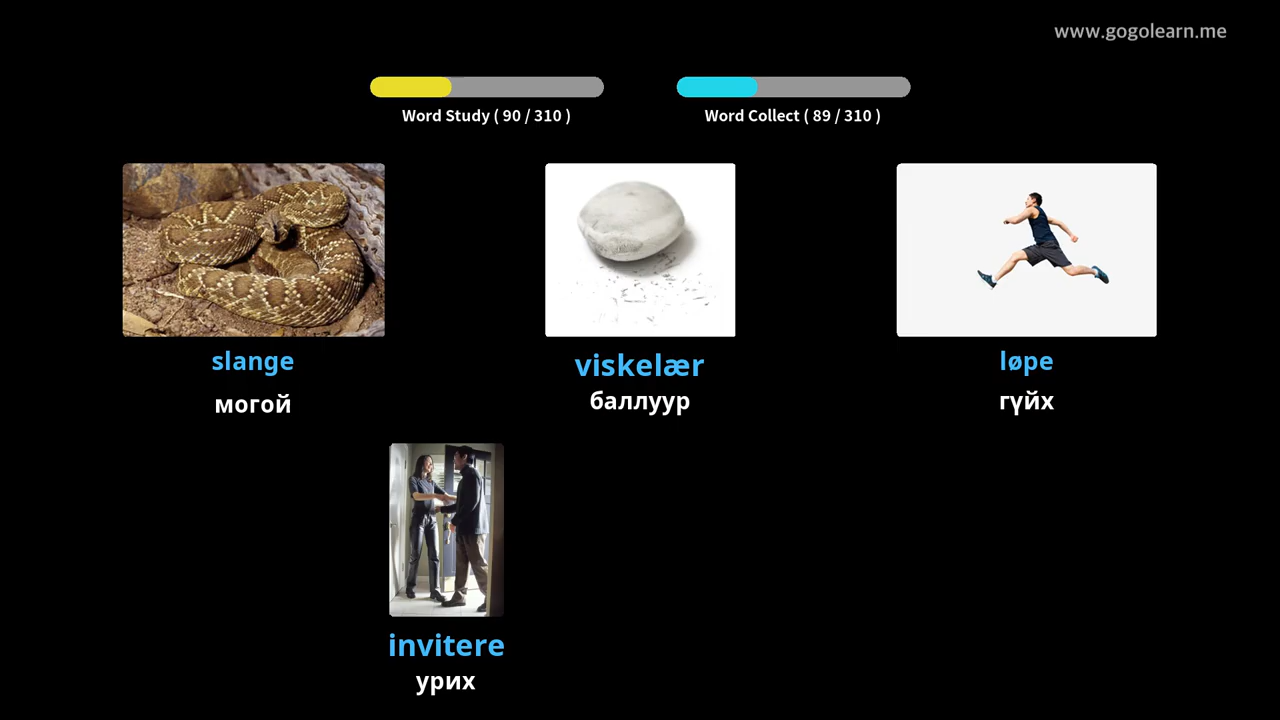 www.gogolearn.me
Word Study ( 90 / 310 )
Word Collect ( 89 / 310 )
slange
могой
viskelær
баллуур
løpe
гүйх
invitere
урих